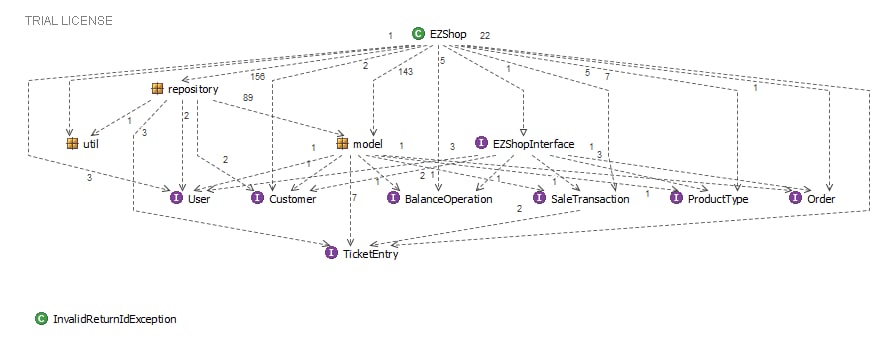 TRIAL LICENSE
1 C EZShop 22
156 2 143 5 1 5 7 1
repository
89
1 3 2
util 1 model 1 3 I EZShopInterface 1 3
2 1
3 1 2 1 1 1 1
I User I Customer 7 I BalanceOperation I SaleTransaction I ProductType I Order
2
I TicketEntry
C InvalidReturnIdException